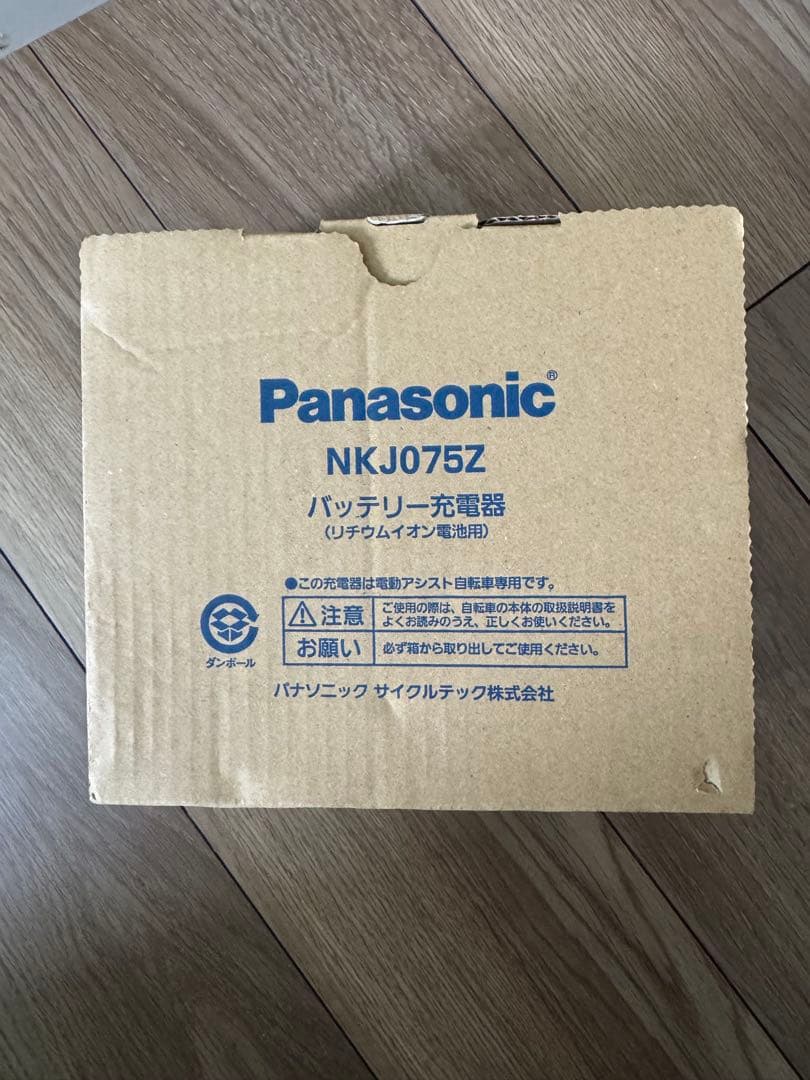 Panasonic®
NKJ075Z
バッテリー充電器
(リチウムイオン電池用)
●この充電器は電動アシスト自転車専用です。
注意
ご使用の際は、自転車の本体の取扱説明書を
よくお読みのうえ、正しくお使いください。
お願い
必ず箱から取り出してご使用ください。
ダンボール
パナソニック サイクルテック株式会社